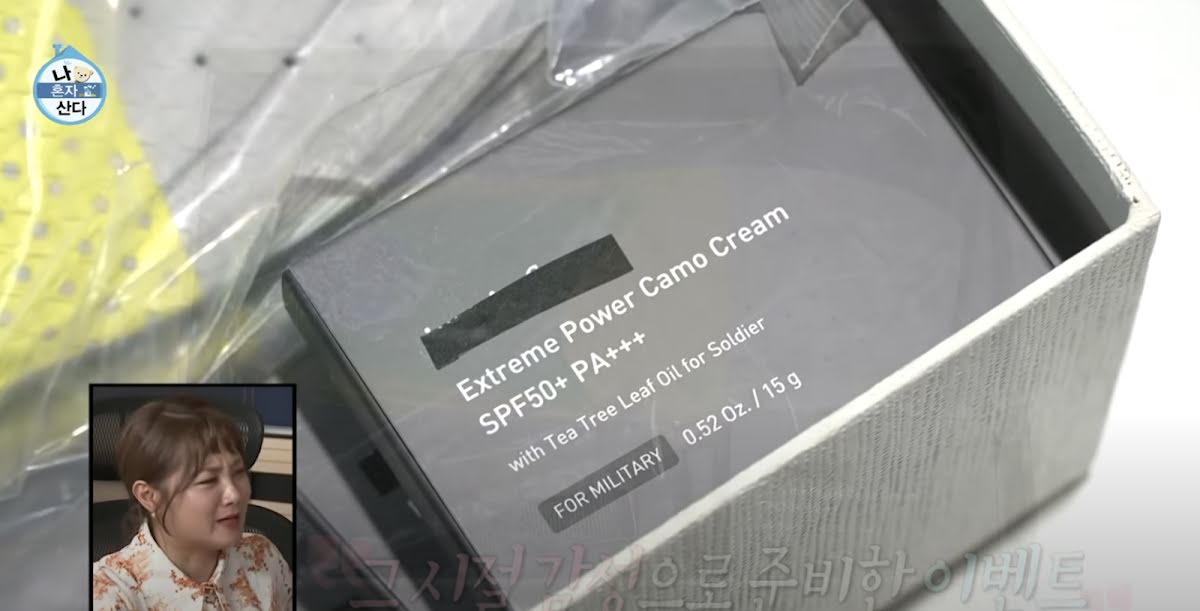 나
혼자
산다
Extreme Power Camo Cream
SPF50+ PA+++
with Tea Tree Leaf Oil for Soldier
FOR MILITARY
0.52 Oz. / 15 g
그 시절 감성으로 준비한 이벤트